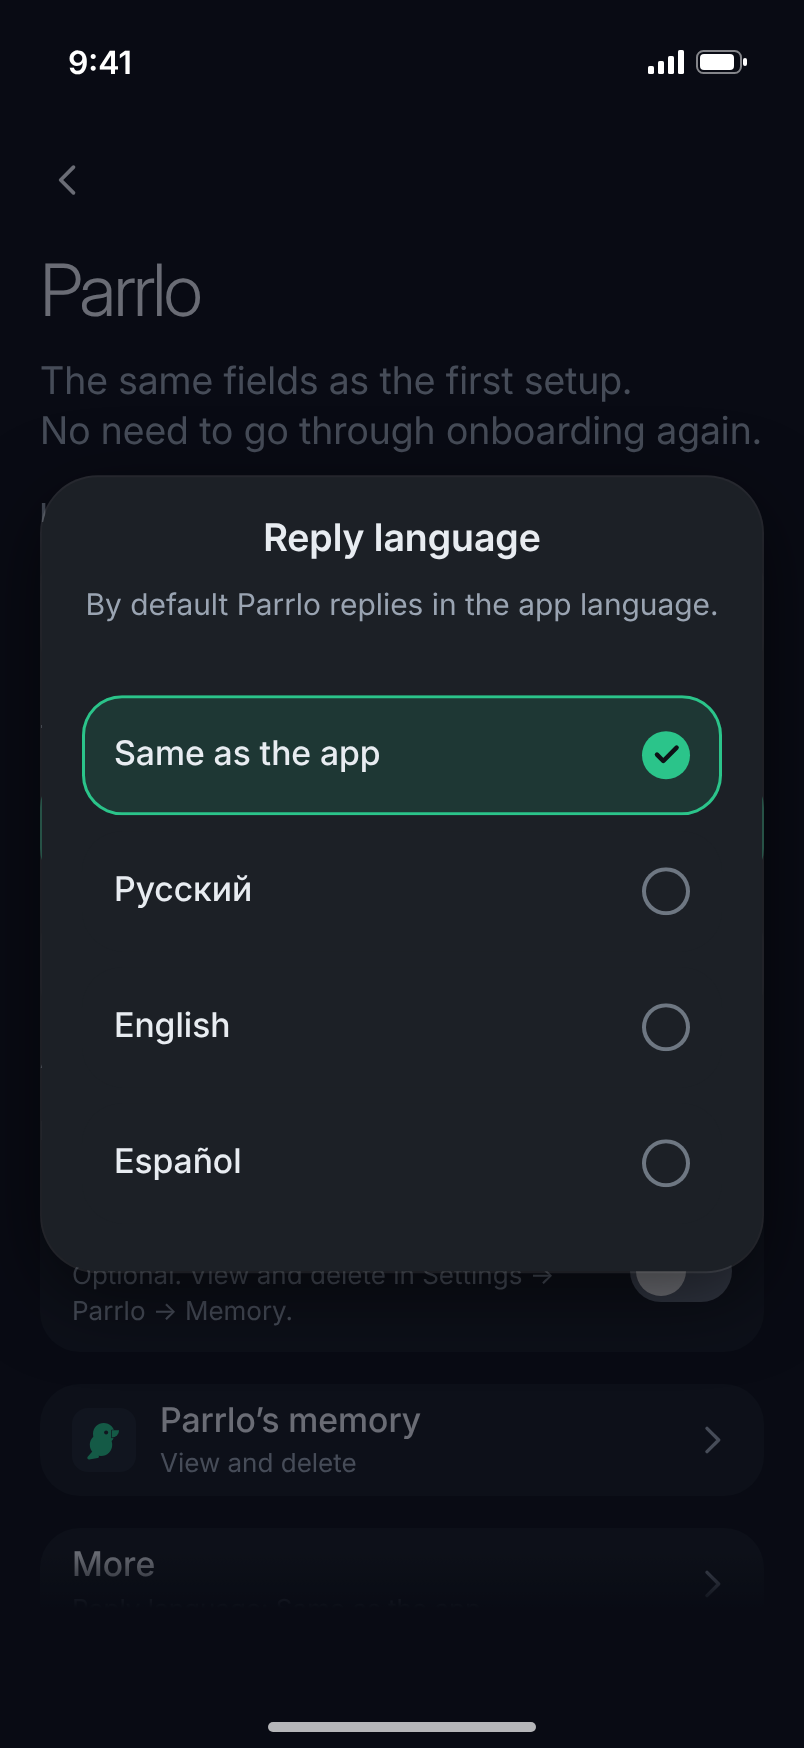 9:41
Parrlo
The same fields as the first setup.
No need to go through onboarding again.
Reply language
By default Parrlo replies in the app language.
Same as the app
Русский
English
Español
Optional. View and delete in Settings →
Parrlo → Memory.
Parrlo’s memory
View and delete
More